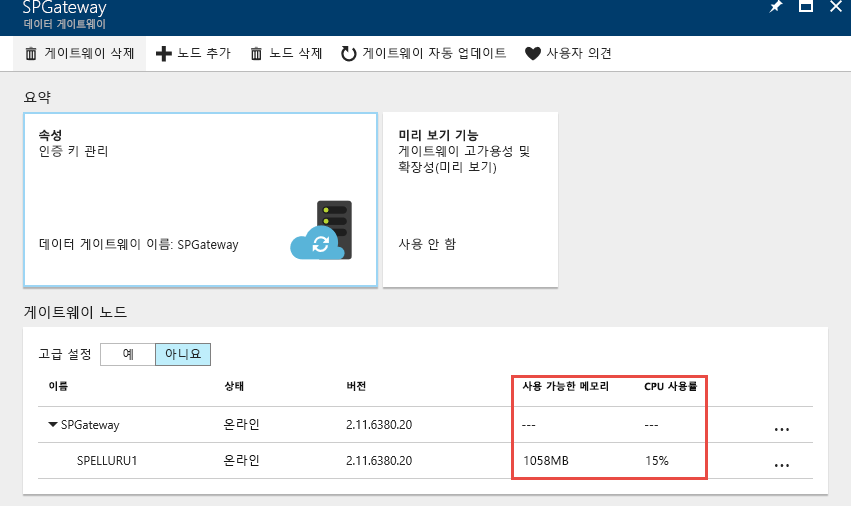 SPGateway
데이터 게이트웨이
게이트웨이 삭제 노드 추가 노드 삭제 게이트웨이 자동 업데이트 사용자 의견
요약
속성
인증 키 관리
데이터 게이트웨이 이름: SPGateway
미리 보기 기능
게이트웨이 고가용성 및
확장성(미리 보기)
사용 안 함
게이트웨이 노드
고급 설정 예 아니요
이름 상태 버전 사용 가능한 메모리 CPU 사용률
SPGateway 온라인 2.11.6380.20 --- --- ...
SPELLURU1 온라인 2.11.6380.20 1058MB 15% ...